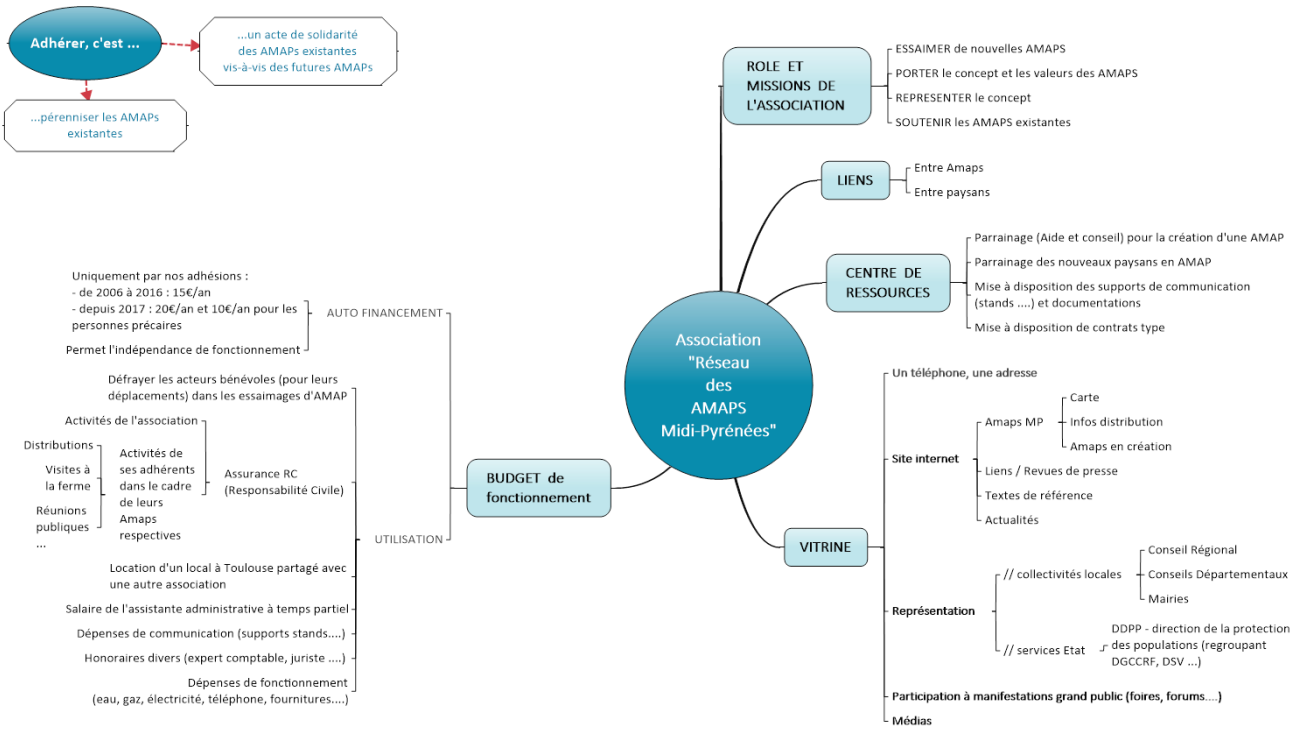 Adhérer, c'est ...
...un acte de solidarité
des AMAPs existantes
vis-à-vis des futures AMAPs
...pérenniser les AMAPs
existantes
Association
"Réseau
des
AMAPS
Midi-Pyrénées"
ROLE ET
MISSIONS DE
L'ASSOCIATION
ESSAIMER de nouvelles AMAPS
PORTER le concept et les valeurs des AMAPS
REPRESENTER le concept
SOUTENIR les AMAPS existantes
LIENS
Entre Amaps
Entre paysans
CENTRE DE
RESSOURCES
Parrainage (Aide et conseil) pour la création d'une AMAP
Parrainage des nouveaux paysans en AMAP
Mise à disposition des supports de communication
(stands ....) et documentations
Mise à disposition de contrats type
VITRINE
Un téléphone, une adresse
Site internet
Amaps MP
Carte
Infos distribution
Amaps en création
Liens / Revues de presse
Textes de référence
Actualités
Représentation
// collectivités locales
Conseil Régional
Conseils Départementaux
Mairies
// services Etat
DDPP - direction de la protection
des populations (regroupant
DGCCRF, DSV ...)
Participation à manifestations grand public (foires, forums....)
Médias
BUDGET de
fonctionnement
AUTO FINANCEMENT
Uniquement par nos adhésions :
- de 2006 à 2016 : 15€/an
- depuis 2017 : 20€/an et 10€/an pour les
personnes précaires
Permet l'indépendance de fonctionnement
UTILISATION
Défrayer les acteurs bénévoles (pour leurs
déplacements) dans les essaimages d'AMAP
Assurance RC
(Responsabilité Civile)
Activités de l'association
Activités de
ses adhérents
dans le cadre
de leurs
Amaps
respectives
Distributions
Visites à
la ferme
Réunions
publiques
...
Location d'un local à Toulouse partagé avec
une autre association
Salaire de l'assistante administrative à temps partiel
Dépenses de communication (supports stands....)
Honoraires divers (expert comptable, juriste ....)
Dépenses de fonctionnement
(eau, gaz, électricité, téléphone, fournitures....)